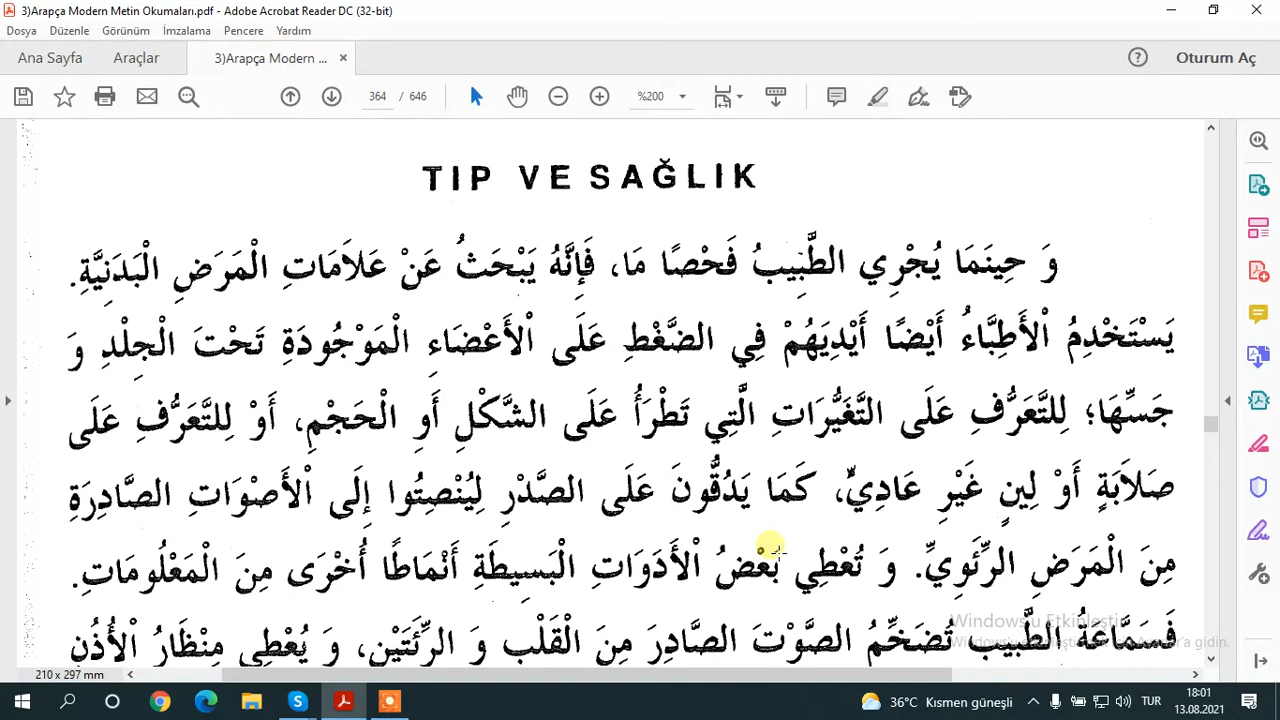 3)Arapça Modern Metin Okumaları.pdf - Adobe Acrobat Reader DC (32-bit)
Dosya Düzenle Görünüm İmzalama Pencere Yardım
Ana Sayfa Araçlar 3)Arapça Modern ... Oturum Aç
364 / 646 %200
TIP VE SAĞLIK
وَ حِينَمَا يُجْرِي الطَّبِيبُ فَحْصًا مَا، فَإِنَّهُ يَبْحَثُ عَنْ عَلاَمَاتِ الْمَرَضِ الْبَدَنِيَّةِ.
يَسْتَخْدِمُ الْأَطِبَّاءُ أَيْضًا أَيْدِيَهُمْ فِي الضَّغْطِ عَلَى الْأَعْضَاءِ الْمَوْجُودَةِ تَحْتَ الْجِلْدِ وَ
جَسِّهَا؛ لِلتَّعَرُّفِ عَلَى التَّغَيُّرَاتِ الَّتِي تَطْرَأُ عَلَى الشَّكْلِ أَوِ الْحَجْمِ، أَوْ لِلتَّعَرُّفِ عَلَى
صَلاَبَةٍ أَوْ لِينٍ غَيْرِ عَادِيٍّ، كَمَا يَدُقُّونَ عَلَى الصَّدْرِ لِيُنْصِتُوا إِلَى الْأَصْوَاتِ الصَّادِرَةِ
مِنَ الْمَرَضِ الرِّئَوِيِّ. وَ تُعْطِي بَعْضُ الْأَدَوَاتِ الْبَسِيطَةِ أَنْمَاطًا أُخْرَى مِنَ الْمَعْلُومَاتِ.
فَسَمَّاعَةُ الطَّبِيبِ تُضَخِّمُ الصَّوْتَ الصَّادِرَ مِنَ الْقَلْبِ وَ الرِّئَتَيْنِ، وَ يُعْطِي مِنْظَارُ الْأُذُنِ
Windows'u Etkinleştir
210 x 297 mm
36°C Kısmen güneşli TUR 18:01
13.08.2021